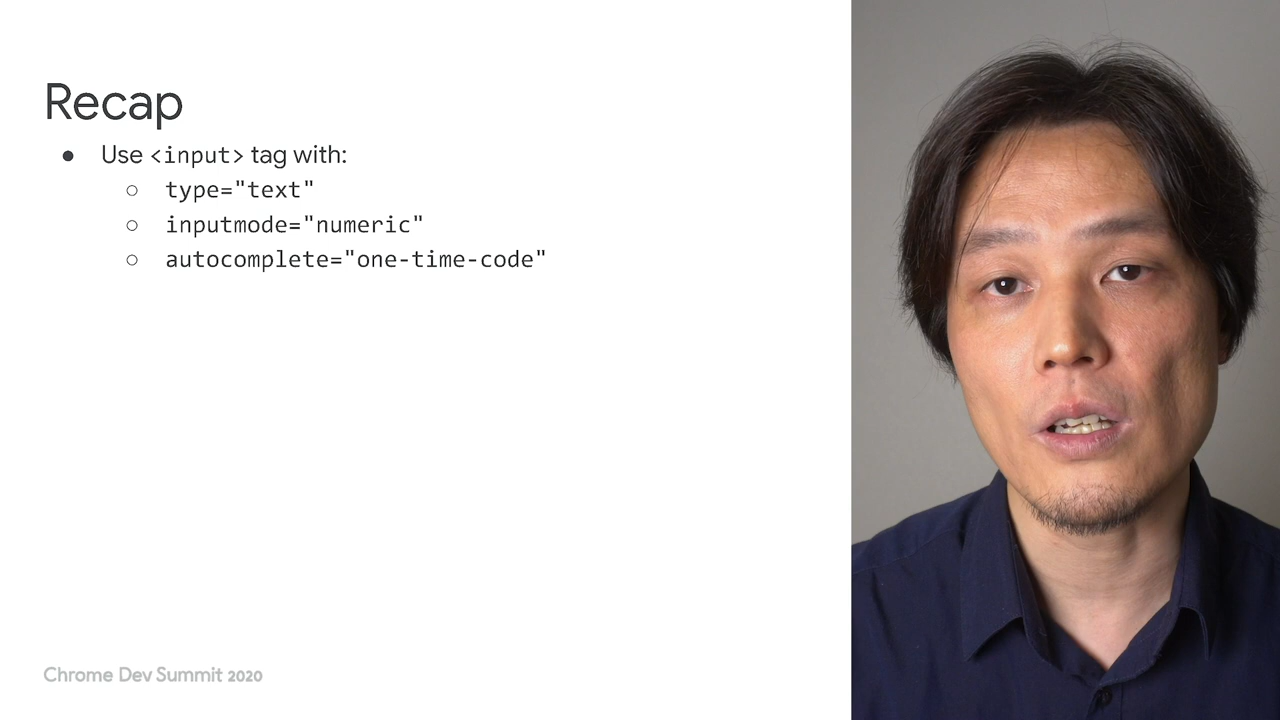 Recap
● Use <input> tag with:
○ type="text"
○ inputmode="numeric"
○ autocomplete="one-time-code"
Chrome Dev Summit 2020